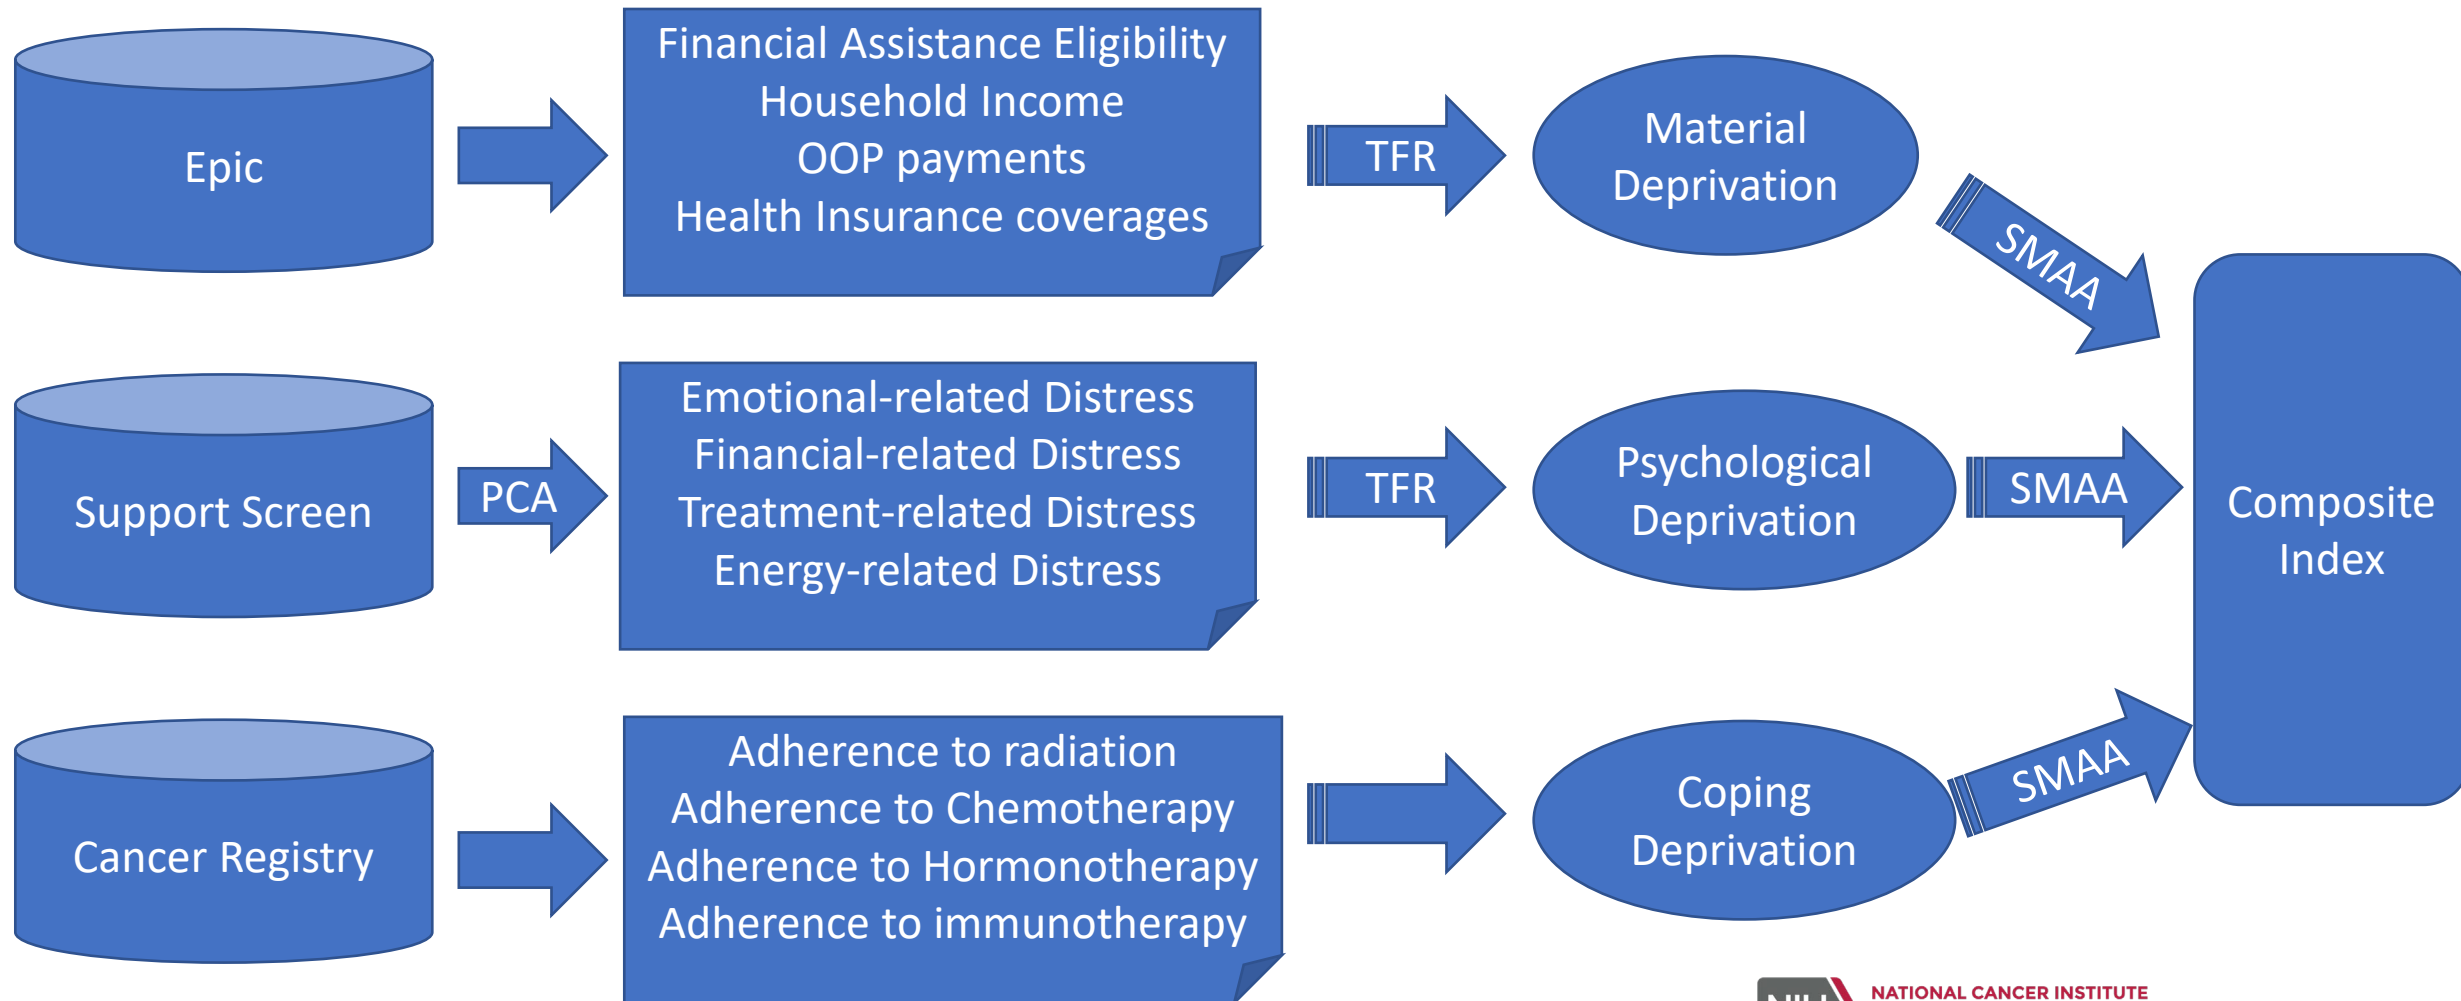 Epic
Financial Assistance Eligibility
Household Income
OOP payments
Health Insurance coverages
TFR
Material
Deprivation
SMAA
Support Screen
PCA
Emotional-related Distress
Financial-related Distress
Treatment-related Distress
Energy-related Distress
TFR
Psychological
Deprivation
SMAA
Composite
Index
Cancer Registry
Adherence to radiation
Adherence to Chemotherapy
Adherence to Hormonotherapy
Adherence to immunotherapy
Coping
Deprivation
SMAA
NIH
NATIONAL CANCER INSTITUTE